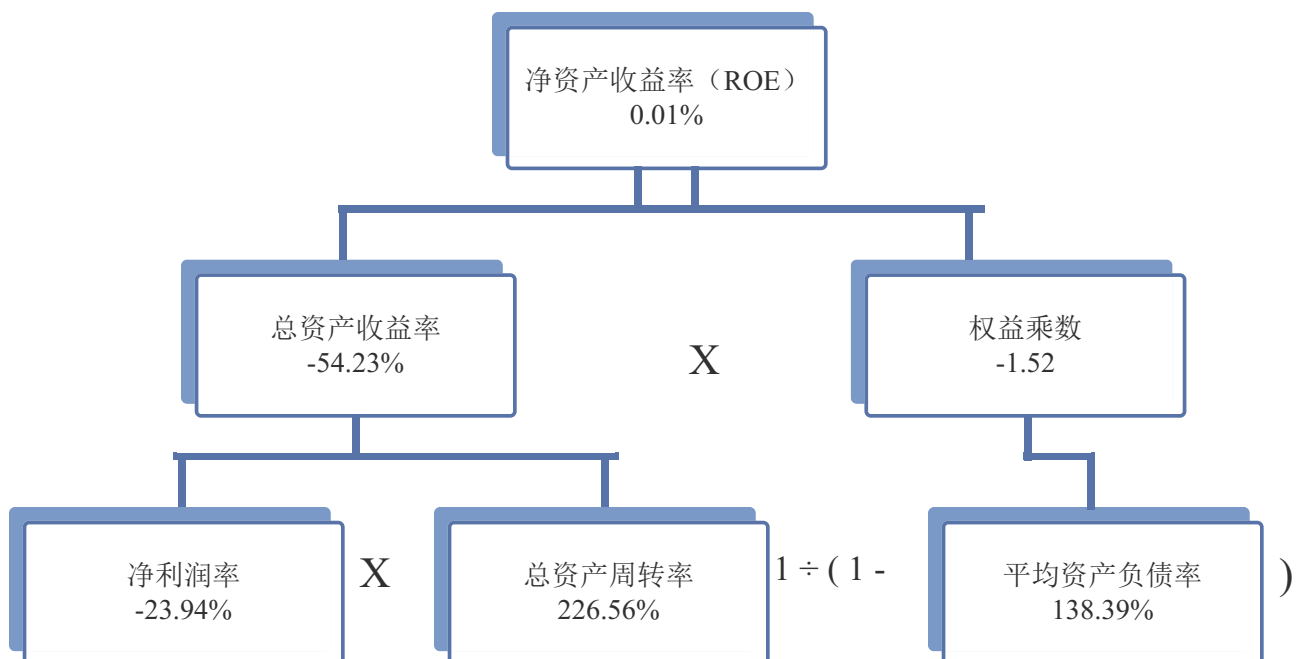 净资产收益率（ROE）
0.01%
总资产收益率
-54.23%
X
权益乘数
-1.52
净利润率
-23.94%
X
总资产周转率
226.56%
1 ÷ ( 1 -
平均资产负债率
138.39%
)